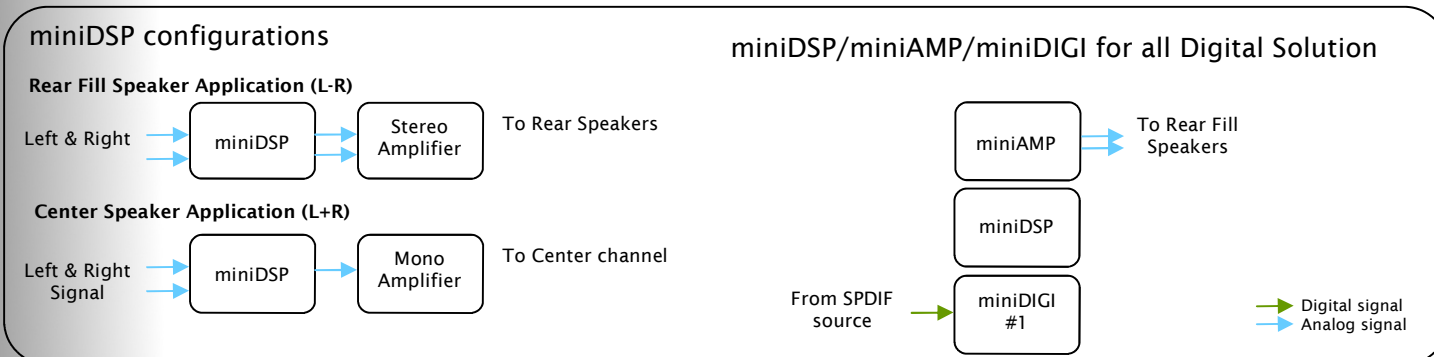 miniDSP configurations
Rear Fill Speaker Application (L-R)
Left & Right
miniDSP
Stereo
Amplifier
To Rear Speakers
Center Speaker Application (L+R)
Left & Right
Signal
miniDSP
Mono
Amplifier
To Center channel
miniDSP/miniAMP/miniDIGI for all Digital Solution
miniAMP
To Rear Fill
Speakers
miniDSP
From SPDIF
source
miniDIGI
#1
Digital signal
Analog signal